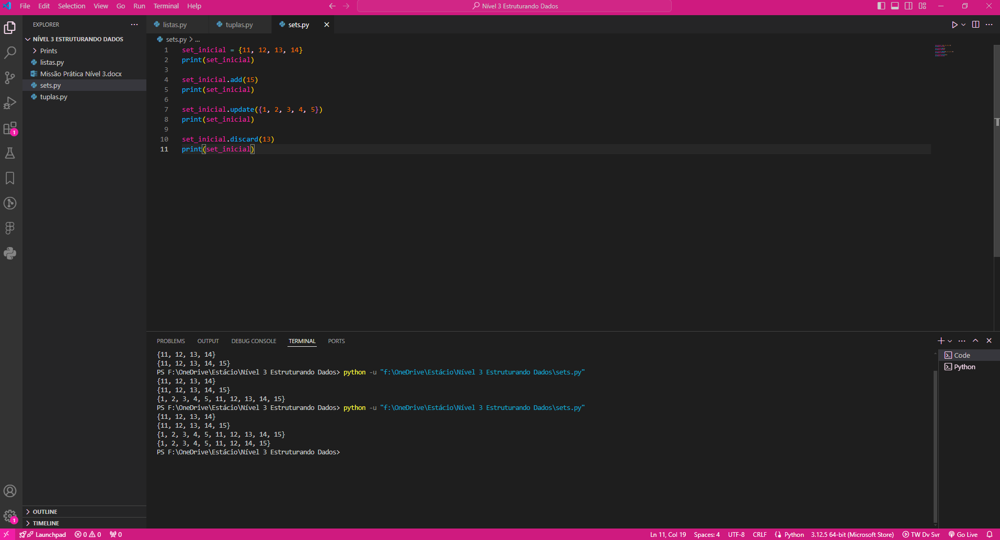 File Edit Selection View Go Run Terminal Help
Nível 3 Estruturando Dados
EXPLORER
NÍVEL 3 ESTRUTURANDO DADOS
Prints
listas.py
Missão Prática Nível 3.docx
sets.py
tuplas.py
OUTLINE
TIMELINE
1
1
listas.py tuplas.py sets.py
sets.py > ...
1 set_inicial = {11, 12, 13, 14}
2 print(set_inicial)
3
4 set_inicial.add(15)
5 print(set_inicial)
6
7 set_inicial.update({1, 2, 3, 4, 5})
8 print(set_inicial)
9
10 set_inicial.discard(13)
11 print(set_inicial)
PROBLEMS OUTPUT DEBUG CONSOLE TERMINAL PORTS
{11, 12, 13, 14}
{11, 12, 13, 14, 15}
PS F:\OneDrive\Estácio\Nível 3 Estruturando Dados> python -u "f:\OneDrive\Estácio\Nível 3 Estruturando Dados\sets.py"
{11, 12, 13, 14}
{11, 12, 13, 14, 15}
{1, 2, 3, 4, 5, 11, 12, 13, 14, 15}
PS F:\OneDrive\Estácio\Nível 3 Estruturando Dados> python -u "f:\OneDrive\Estácio\Nível 3 Estruturando Dados\sets.py"
{11, 12, 13, 14}
{11, 12, 13, 14, 15}
{1, 2, 3, 4, 5, 11, 12, 13, 14, 15}
{1, 2, 3, 4, 5, 11, 12, 14, 15}
PS F:\OneDrive\Estácio\Nível 3 Estruturando Dados>
Code
Python
Launchpad 0 0 0 Ln 11, Col 19 Spaces: 4 UTF-8 CRLF Python 3.12.5 64-bit (Microsoft Store) TW Dv Svr Go Live